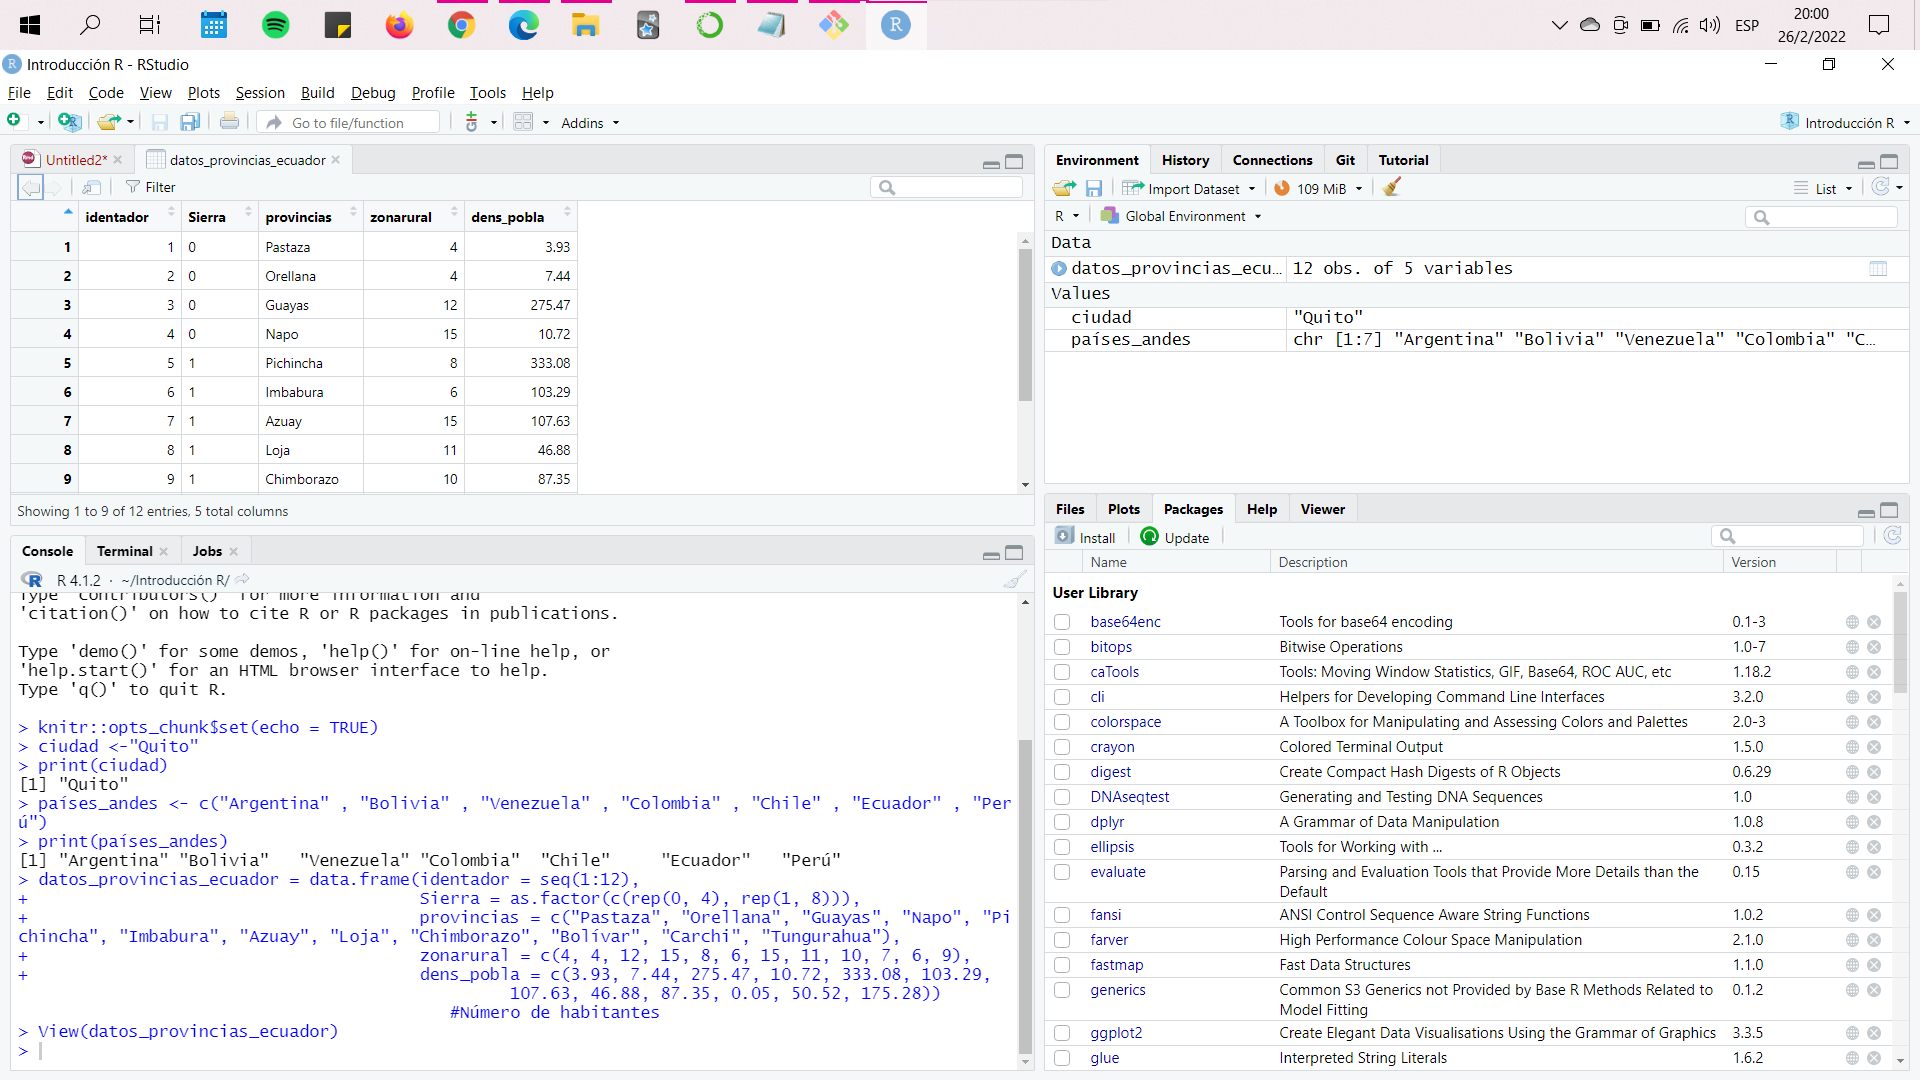 ESP
20:00
26/2/2022
Introducción R - RStudio
File Edit Code View Plots Session Build Debug Profile Tools Help
Go to file/function
Addins
Introducción R
Untitled2*
datos_provincias_ecuador
Filter
identador Sierra provincias zonarural dens_pobla
1 1 0 Pastaza 4 3.93
2 2 0 Orellana 4 7.44
3 3 0 Guayas 12 275.47
4 4 0 Napo 15 10.72
5 5 1 Pichincha 8 333.08
6 6 1 Imbabura 6 103.29
7 7 1 Azuay 15 107.63
8 8 1 Loja 11 46.88
9 9 1 Chimborazo 10 87.35
Showing 1 to 9 of 12 entries, 5 total columns
Console Terminal Jobs
R 4.1.2 · ~/Introducción R/
Type 'contributors()' for more information and
'citation()' on how to cite R or R packages in publications.
Type 'demo()' for some demos, 'help()' for on-line help, or
'help.start()' for an HTML browser interface to help.
Type 'q()' to quit R.
> knitr::opts_chunk$set(echo = TRUE)
> ciudad <-"Quito"
> print(ciudad)
[1] "Quito"
> países_andes <- c("Argentina" , "Bolivia" , "Venezuela" , "Colombia" , "Chile" , "Ecuador" , "Per
ú")
> print(países_andes)
[1] "Argentina" "Bolivia"   "Venezuela" "Colombia"  "Chile"     "Ecuador"   "Perú"
> datos_provincias_ecuador = data.frame(identador = seq(1:12),
+ Sierra = as.factor(c(rep(0, 4), rep(1, 8))),
+ provincias = c("Pastaza", "Orellana", "Guayas", "Napo", "Pi
chincha", "Imbabura", "Azuay", "Loja", "Chimborazo", "Bolívar", "Carchi", "Tungurahua"),
+ zonarural = c(4, 4, 12, 15, 8, 6, 15, 11, 10, 7, 6, 9),
+ dens_pobla = c(3.93, 7.44, 275.47, 10.72, 333.08, 103.29,
107.63, 46.88, 87.35, 0.05, 50.52, 175.28))
#Número de habitantes
> View(datos_provincias_ecuador)
>
Environment History Connections Git Tutorial
Import Dataset 109 MiB List
R Global Environment
Data
datos_provincias_ecu… 12 obs. of 5 variables
Values
ciudad "Quito"
países_andes chr [1:7] "Argentina" "Bolivia" "Venezuela" "Colombia" "C…
Files Plots Packages Help Viewer
Install Update
Name Description Version
User Library
base64enc Tools for base64 encoding 0.1-3
bitops Bitwise Operations 1.0-7
caTools Tools: Moving Window Statistics, GIF, Base64, ROC AUC, etc 1.18.2
cli Helpers for Developing Command Line Interfaces 3.2.0
colorspace A Toolbox for Manipulating and Assessing Colors and Palettes 2.0-3
crayon Colored Terminal Output 1.5.0
digest Create Compact Hash Digests of R Objects 0.6.29
DNAseqtest Generating and Testing DNA Sequences 1.0
dplyr A Grammar of Data Manipulation 1.0.8
ellipsis Tools for Working with ... 0.3.2
evaluate Parsing and Evaluation Tools that Provide More Details than the 0.15
Default
fansi ANSI Control Sequence Aware String Functions 1.0.2
farver High Performance Colour Space Manipulation 2.1.0
fastmap Fast Data Structures 1.1.0
generics Common S3 Generics not Provided by Base R Methods Related to 0.1.2
Model Fitting
ggplot2 Create Elegant Data Visualisations Using the Grammar of Graphics 3.3.5
glue Interpreted String Literals 1.6.2